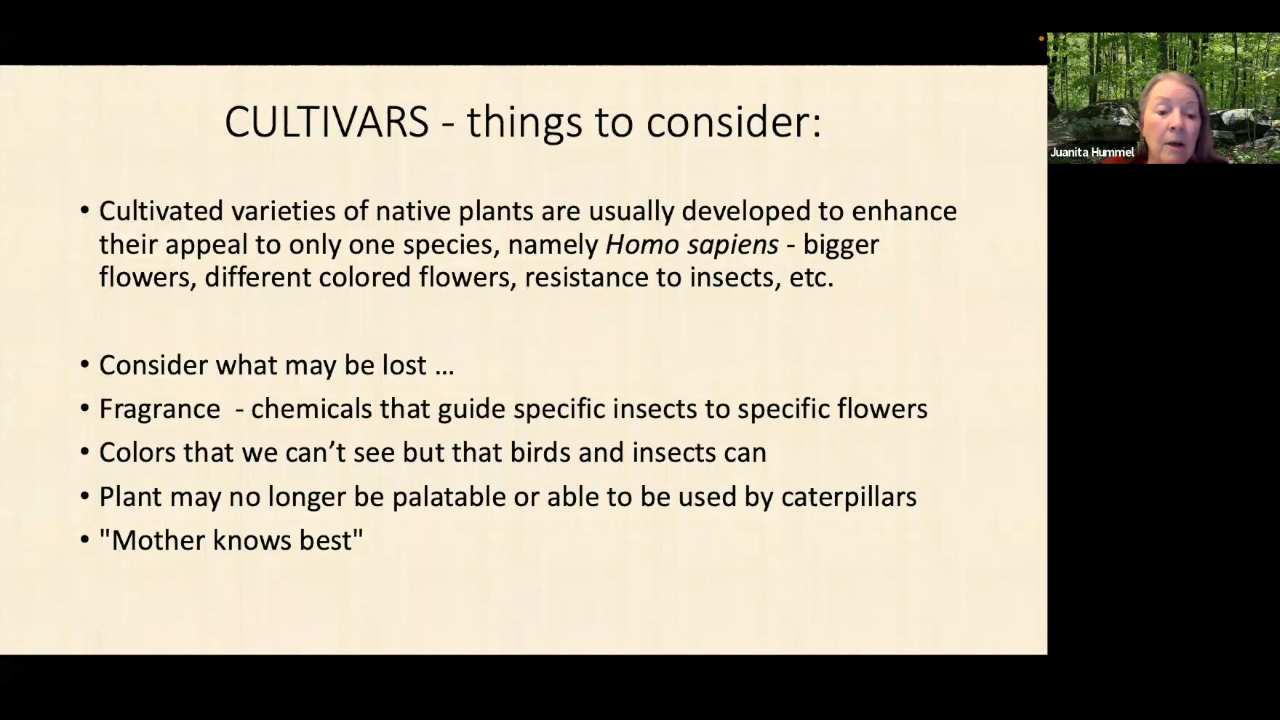 CULTIVARS - things to consider:
• Cultivated varieties of native plants are usually developed to enhance
their appeal to only one species, namely Homo sapiens - bigger
flowers, different colored flowers, resistance to insects, etc.
• Consider what may be lost …
• Fragrance  - chemicals that guide specific insects to specific flowers
• Colors that we can’t see but that birds and insects can
• Plant may no longer be palatable or able to be used by caterpillars
• "Mother knows best"
Juanita Hummel